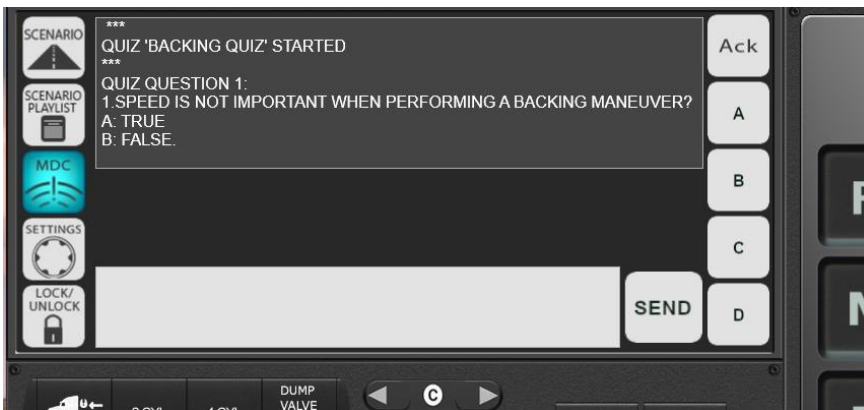 SCENARIO
***
QUIZ 'BACKING QUIZ' STARTED
***
QUIZ QUESTION 1:
1.SPEED IS NOT IMPORTANT WHEN PERFORMING A BACKING MANEUVER?
A: TRUE
B: FALSE.
Ack
SCENARIO
PLAYLIST
A
MDC
B
SETTINGS
C
LOCK/
UNLOCK
SEND
D
DUMP
VALVE
C